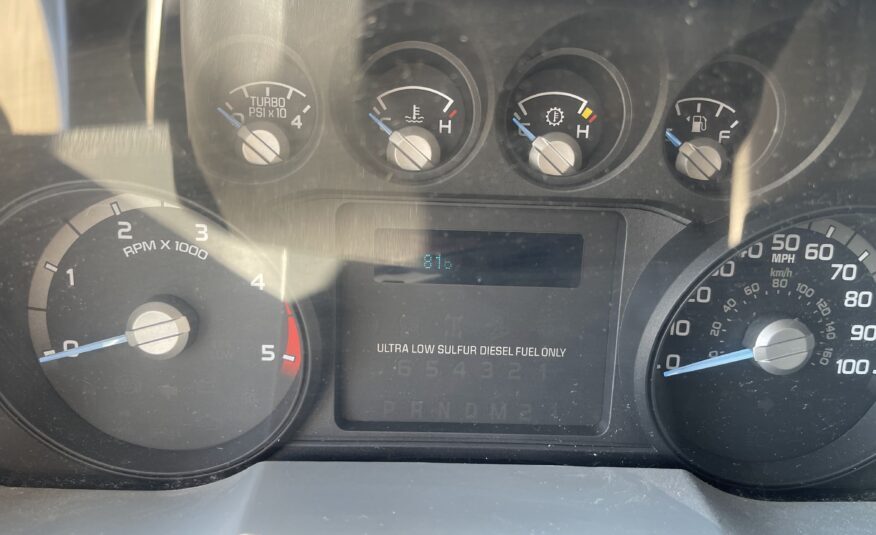 TURBO
PSI x 10
4
H
H
F
2 3
RPM X 1000
1
4
0
5
ULTRA LOW SULFUR DIESEL FUEL ONLY
6 5 4 3 2 1
P R N D M 2 1
50
MPH
60
70
80
90
100
10
0
km/h
20 40 60 80 100 120 140 160